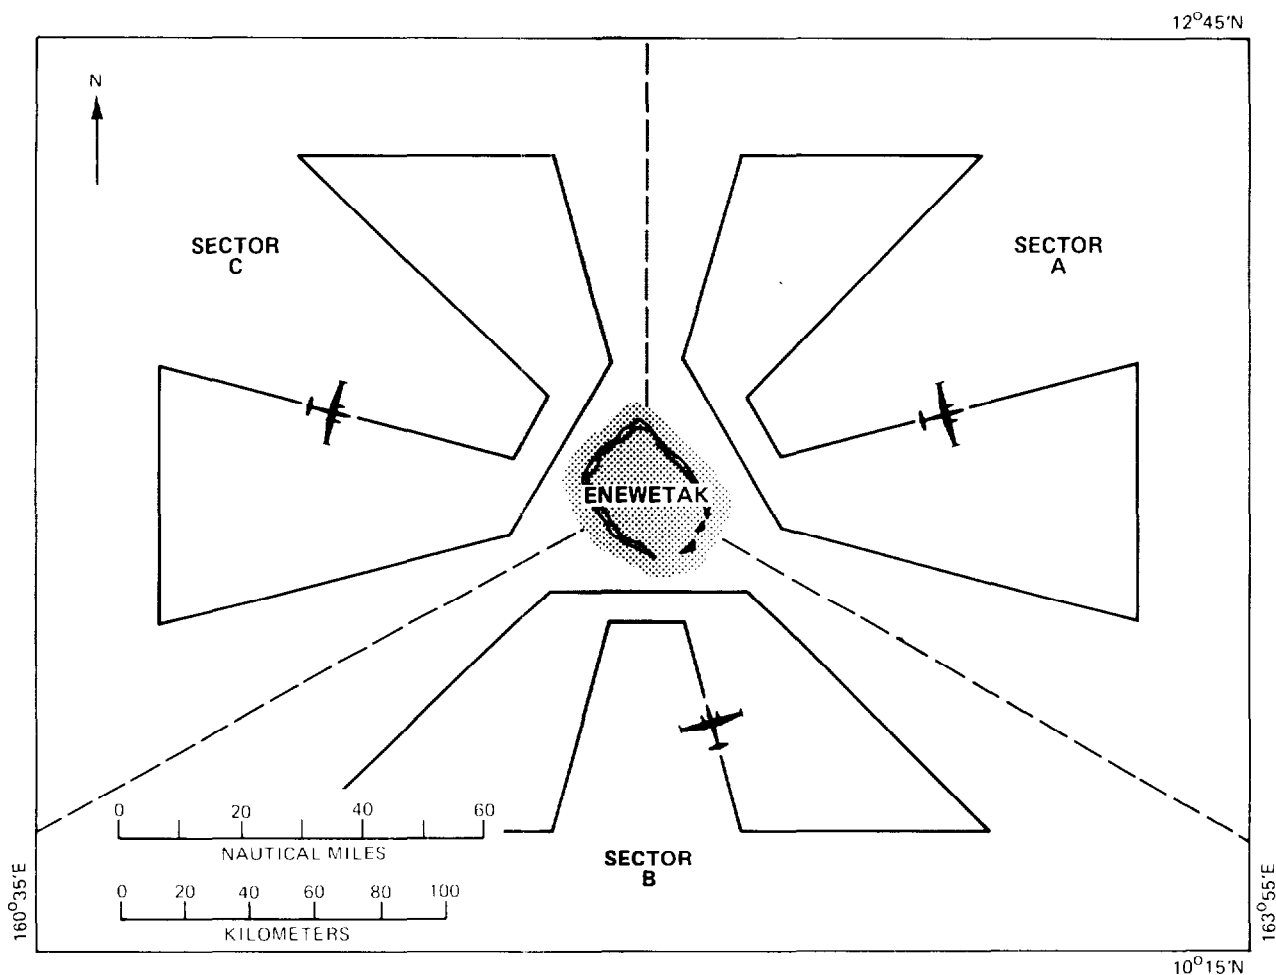 12°45'N
N
SECTOR
C
SECTOR
A
ENEWETAK
0 20 40 60
NAUTICAL MILES
SECTOR
B
0 20 40 60 80 100
KILOMETERS
160°35'E
163°55'E
10°15'N